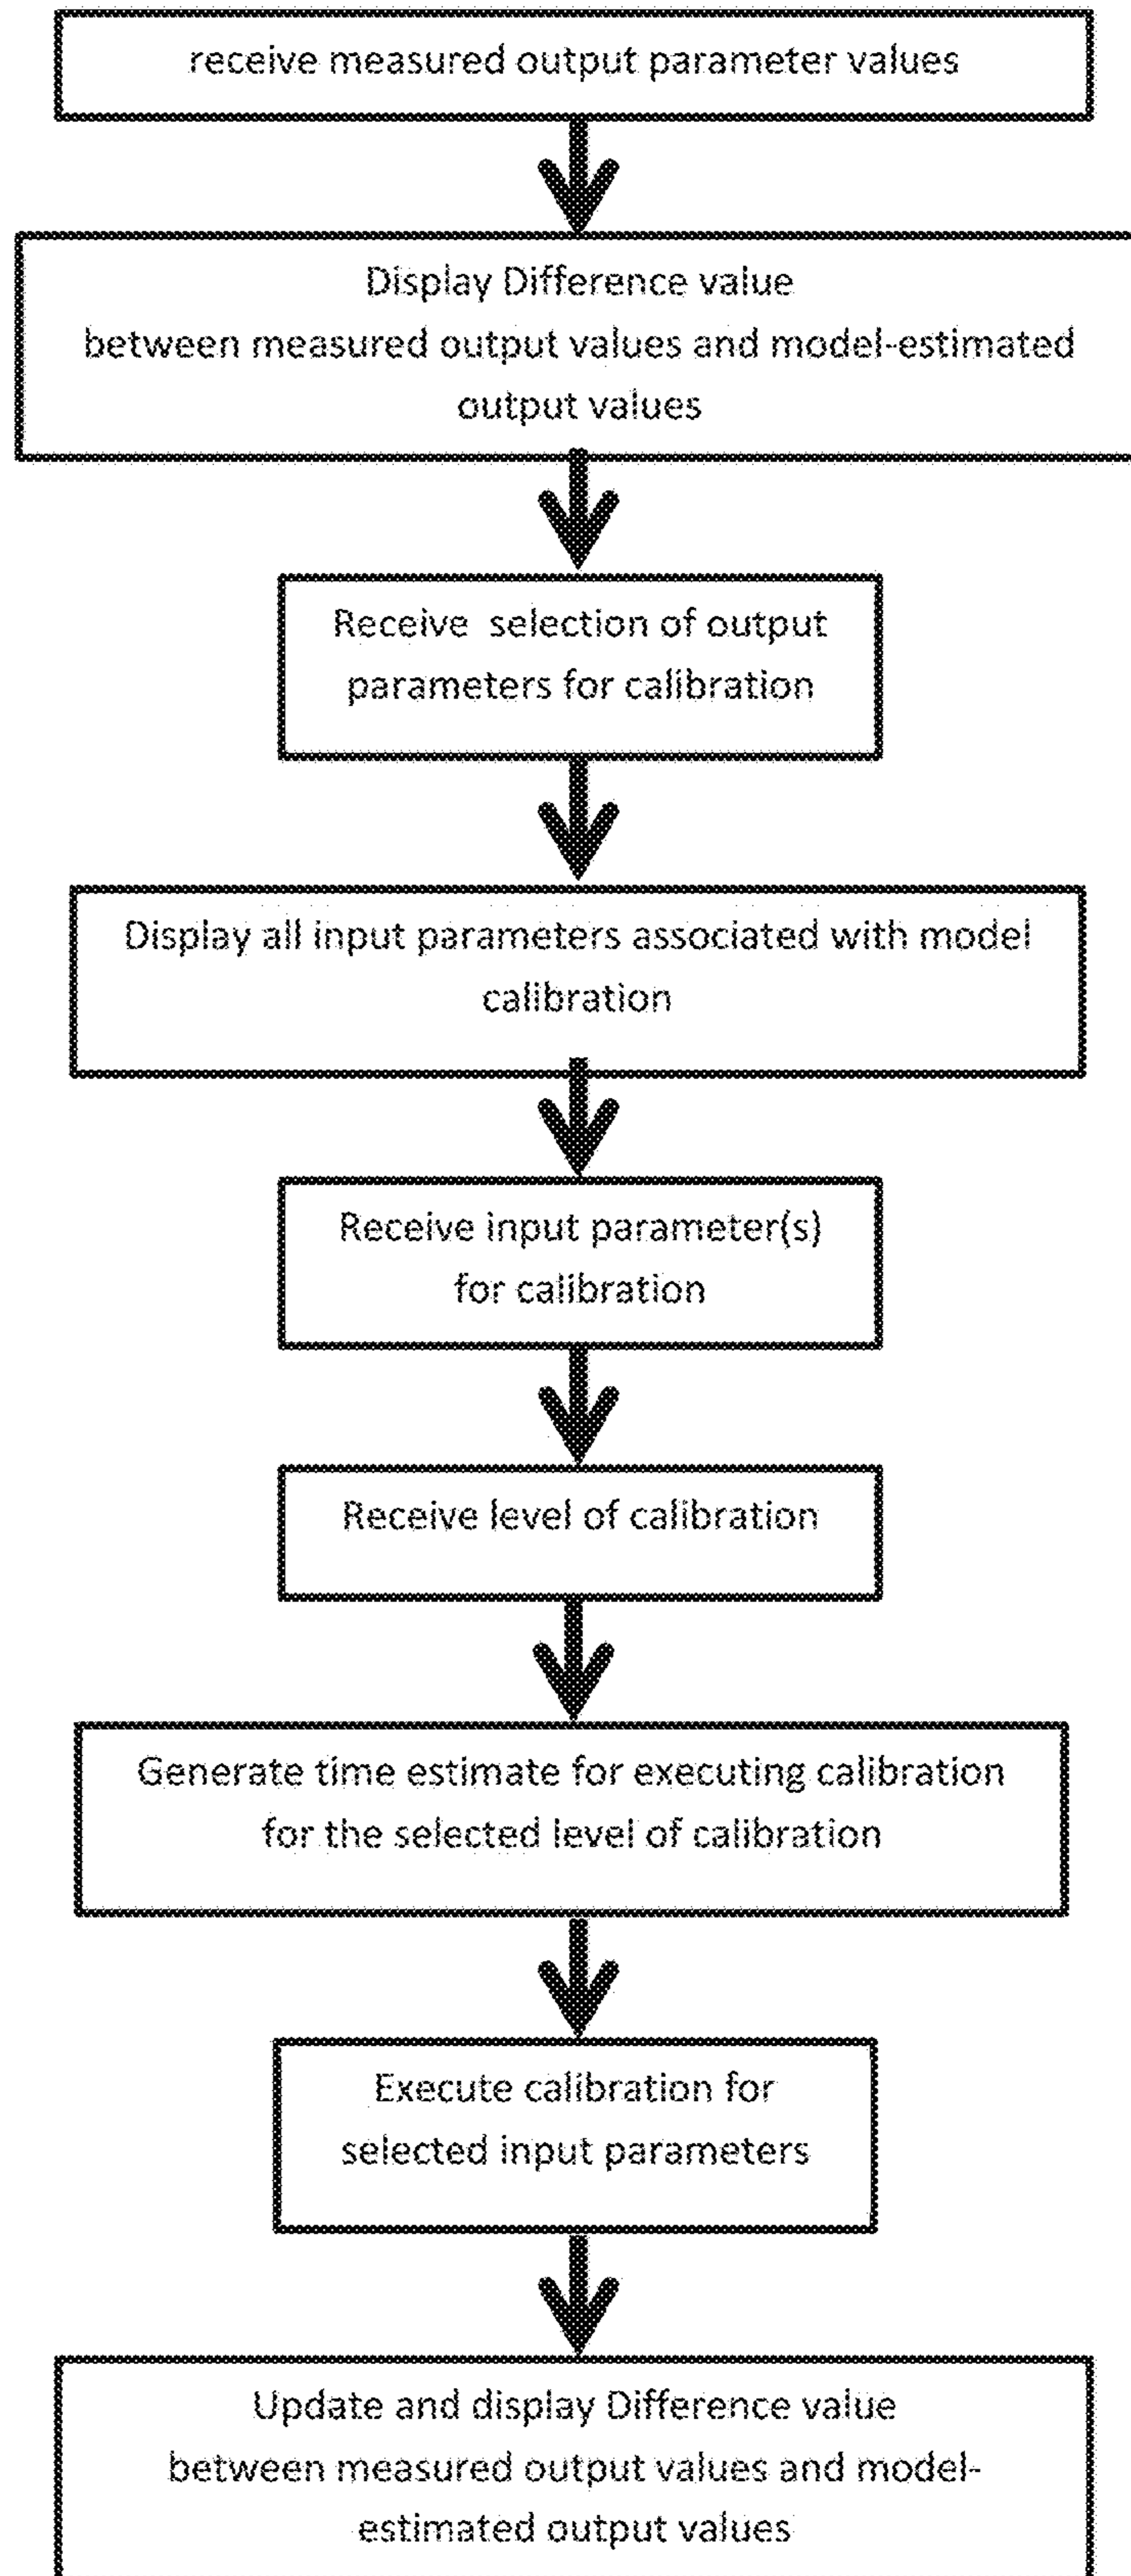 receive measured output parameter values
Display Difference value
between measured output values and model-estimated
output values
Receive selection of output
parameters for calibration
Display all input parameters associated with model
calibration
Receive input parameter(s)
for calibration
Receive level of calibration
Generate time estimate for executing calibration
for the selected level of calibration
Execute calibration for
selected input parameters
Update and display Difference value
between measured output values and model-
estimated output values